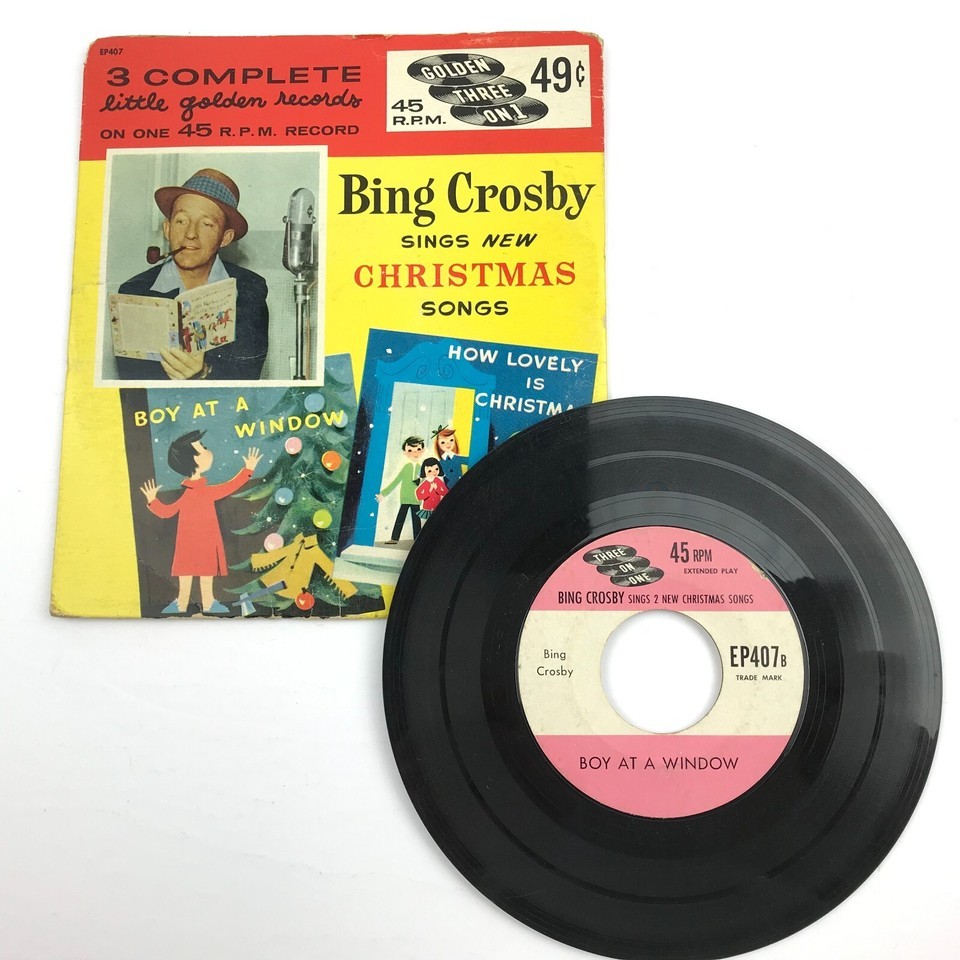 EP407
3 COMPLETE
little golden records
ON ONE 45 R.P.M. RECORD
GOLDEN
THREE
ON 1
45
R.P.M.
49¢
Bing Crosby
SINGS NEW
CHRISTMAS
SONGS
BOY AT A
WINDOW
HOW LOVELY
IS
THREE
ON
ONE
45 RPM
EXTENDED PLAY
BING CROSBY SINGS 2 NEW CHRISTMAS SONGS
Bing
Crosby
EP407B
TRADE MARK
BOY AT A WINDOW